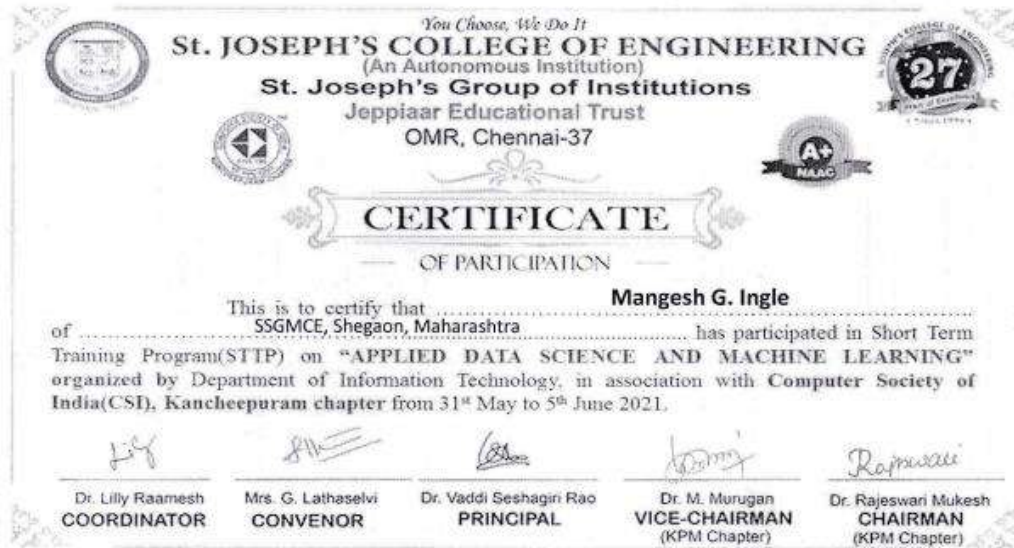 You Choose, We Do It
St. JOSEPH'S COLLEGE OF ENGINEERING
(An Autonomous Institution)
St. Joseph's Group of Institutions
Jeppiaar Educational Trust
OMR, Chennai-37
27
A+
NAAC
CERTIFICATE
OF PARTICIPATION
This is to certify that Mangesh G. Ingle
of SSGMCE, Shegaon, Maharashtra has participated in Short Term
Training Program(STTP) on “APPLIED DATA SCIENCE AND MACHINE LEARNING”
organized by Department of Information Technology, in association with Computer Society of
India(CSI), Kancheepuram chapter from 31st May to 5th June 2021.
Dr. Lilly Raamesh
COORDINATOR
Mrs. G. Lathaselvi
CONVENOR
Dr. Vaddi Seshagiri Rao
PRINCIPAL
Dr. M. Murugan
VICE-CHAIRMAN
(KPM Chapter)
Rajeswari
Dr. Rajeswari Mukesh
CHAIRMAN
(KPM Chapter)